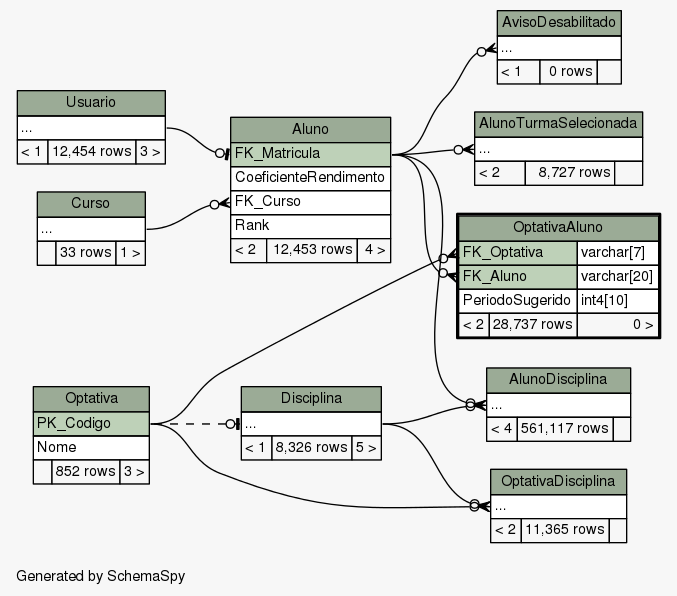 AvisoDesabilitado
...
< 1 0 rows
Usuario
...
< 1 12,454 rows 3 >
Aluno
FK_Matricula
CoeficienteRendimento
FK_Curso
Rank
< 2 12,453 rows 4 >
AlunoTurmaSelecionada
...
< 2 8,727 rows
Curso
...
33 rows 1 >
OptativaAluno
FK_Optativa varchar[7]
FK_Aluno varchar[20]
PeriodoSugerido int4[10]
< 2 28,737 rows 0 >
Optativa
PK_Codigo
Nome
852 rows 3 >
Disciplina
...
< 1 8,326 rows 5 >
AlunoDisciplina
...
< 4 561,117 rows
OptativaDisciplina
...
< 2 11,365 rows
Generated by SchemaSpy